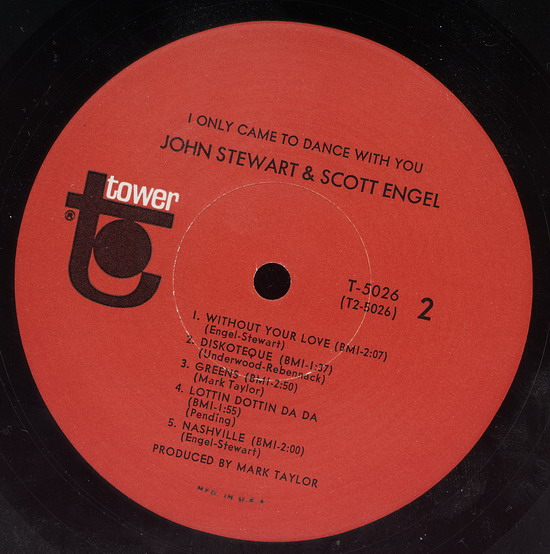 I ONLY CAME TO DANCE WITH YOU
JOHN STEWART & SCOTT ENGEL
tower
®
T-5026
(T2-5026)
2
1. WITHOUT YOUR LOVE (BMI-2:07)
(Engel-Stewart)
2. DISKOTEQUE (BMI-1:37)
(Underwood-Rebennack)
3. GREENS (BMI-2:50)
(Mark Taylor)
4. LOTTIN DOTTIN DA DA
(BMI-1:55)
(Pending)
5. NASHVILLE (BMI-2:00)
(Engel-Stewart)
PRODUCED BY MARK TAYLOR
MFG. IN U.S.A.